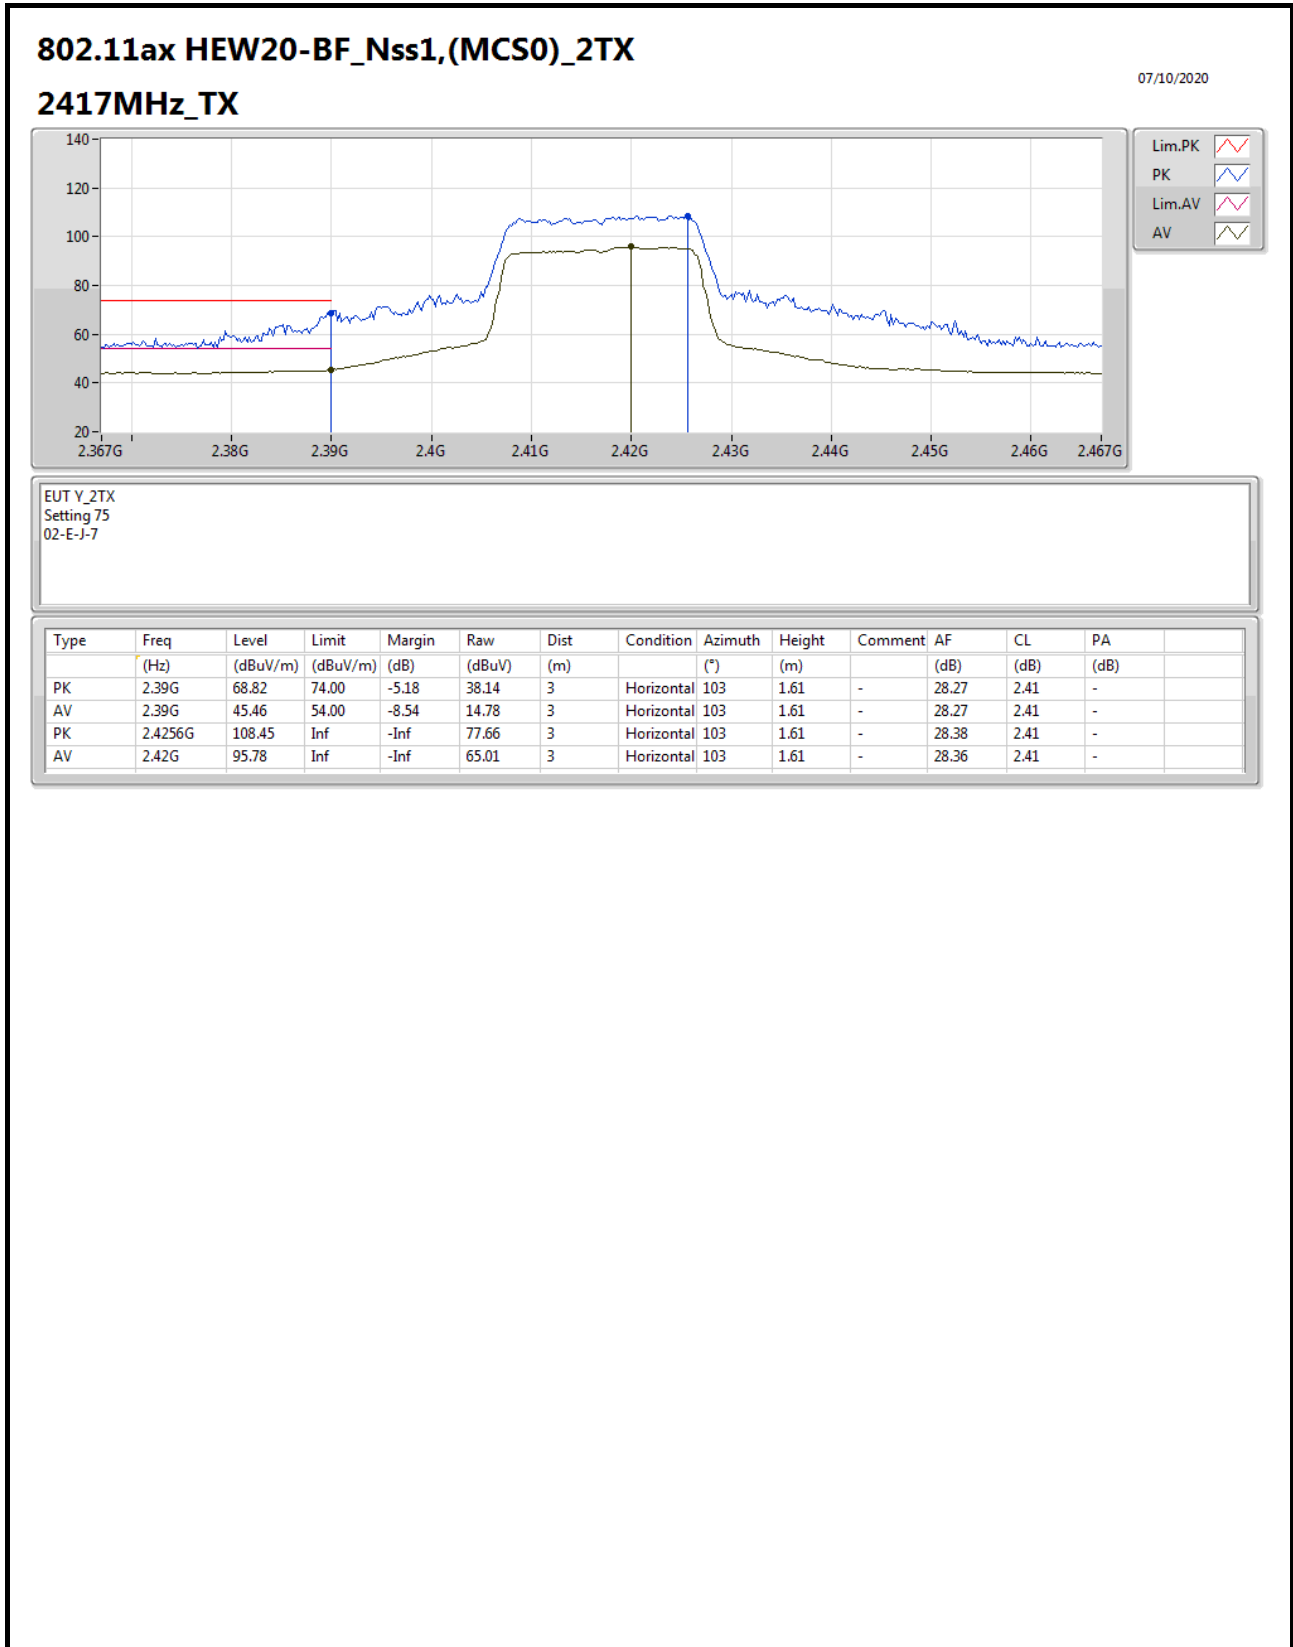 802.11ax HEW20-BF_Nss1,(MCS0)_2TX
07/10/2020
2417MHz_TX
140
120
100
80
60
40
20
2.367G 2.38G 2.39G 2.4G 2.41G 2.42G 2.43G 2.44G 2.45G 2.46G 2.467G
Lim.PK
PK
Lim.AV
AV
EUT Y_2TX
Setting 75
02-E-J-7
Type Freq Level Limit Margin Raw Dist Condition Azimuth Height Comment AF CL PA
(Hz) (dBuV/m) (dBuV/m) (dB) (dBuV) (m) (°) (m) (dB) (dB) (dB)
PK 2.39G 68.82 74.00 -5.18 38.14 3 Horizontal 103 1.61 - 28.27 2.41 -
AV 2.39G 45.46 54.00 -8.54 14.78 3 Horizontal 103 1.61 - 28.27 2.41 -
PK 2.4256G 108.45 Inf -Inf 77.66 3 Horizontal 103 1.61 - 28.38 2.41 -
AV 2.42G 95.78 Inf -Inf 65.01 3 Horizontal 103 1.61 - 28.36 2.41 -